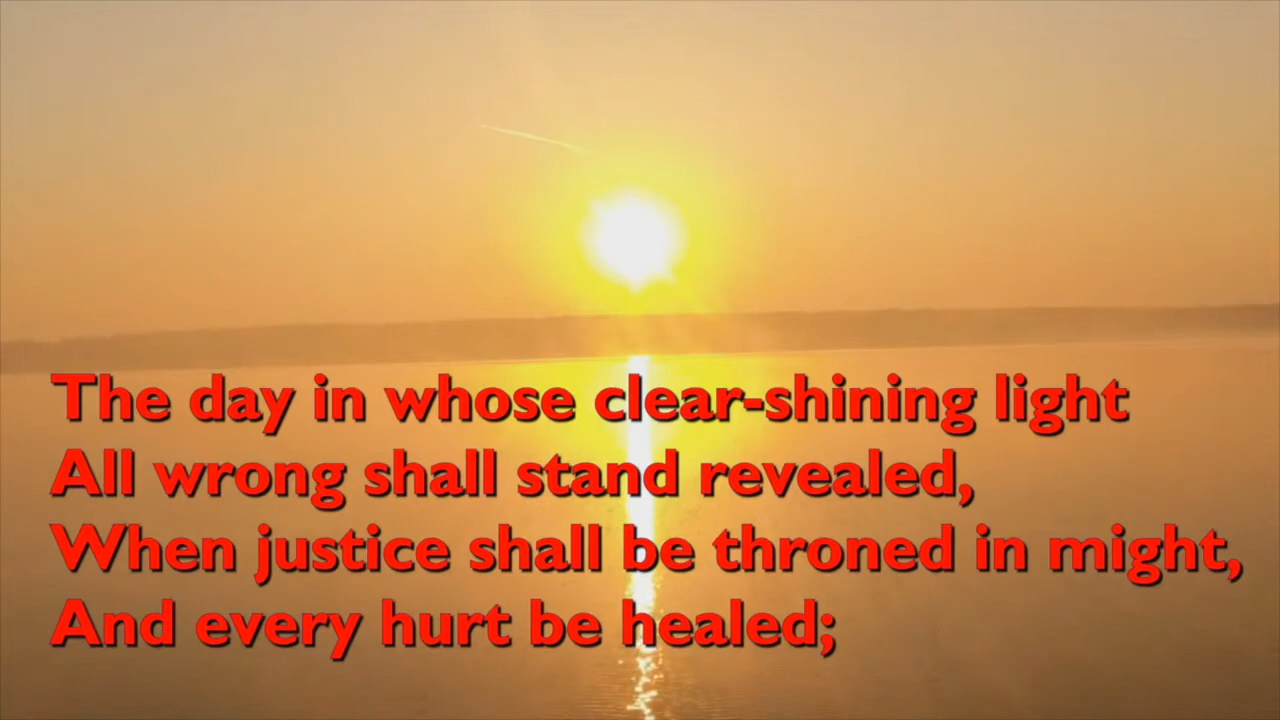 The day in whose clear-shining light
All wrong shall stand revealed,
When justice shall be throned in might,
And every hurt be healed;